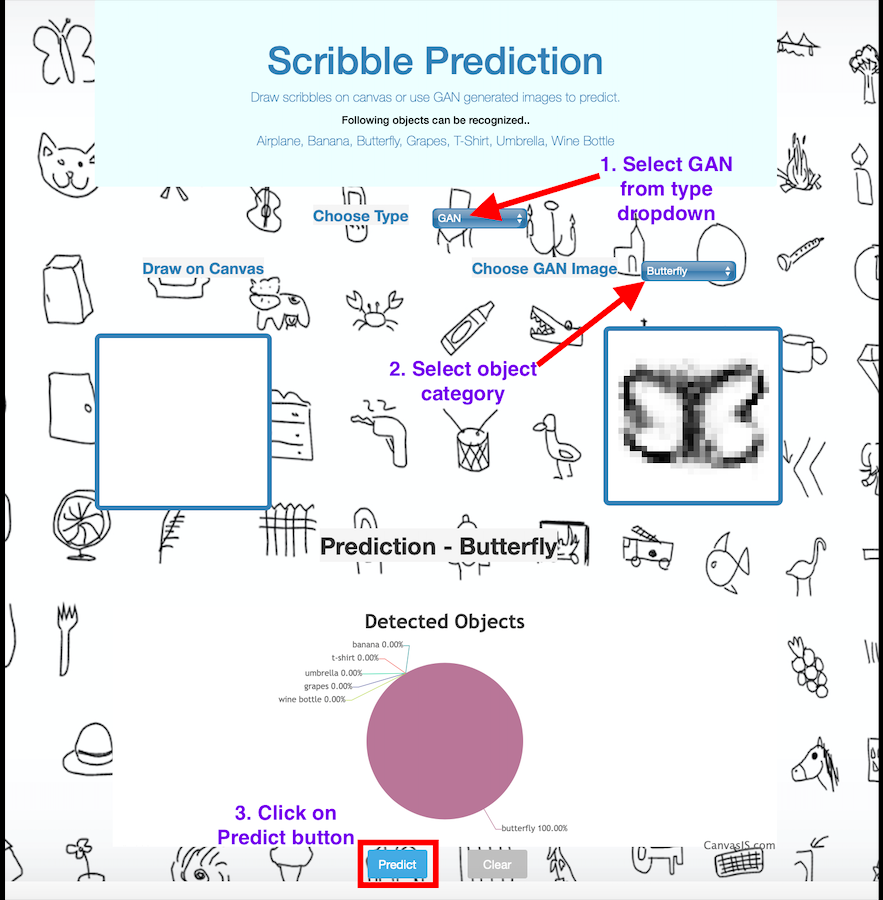 Scribble Prediction
Draw scribbles on canvas or use GAN generated images to predict.
Following objects can be recognized..
Airplane, Banana, Butterfly, Grapes, T-Shirt, Umbrella, Wine Bottle
1. Select GAN
from type
dropdown
Choose Type
GAN
Draw on Canvas
Choose GAN Image
Butterfly
2. Select object
category
Prediction - Butterfly
Detected Objects
banana 0.00%
t-shirt 0.00%
umbrella 0.00%
grapes 0.00%
wine bottle 0.00%
butterfly 100.00%
3. Click on
Predict button
CanvasJS.com
Predict
Clear